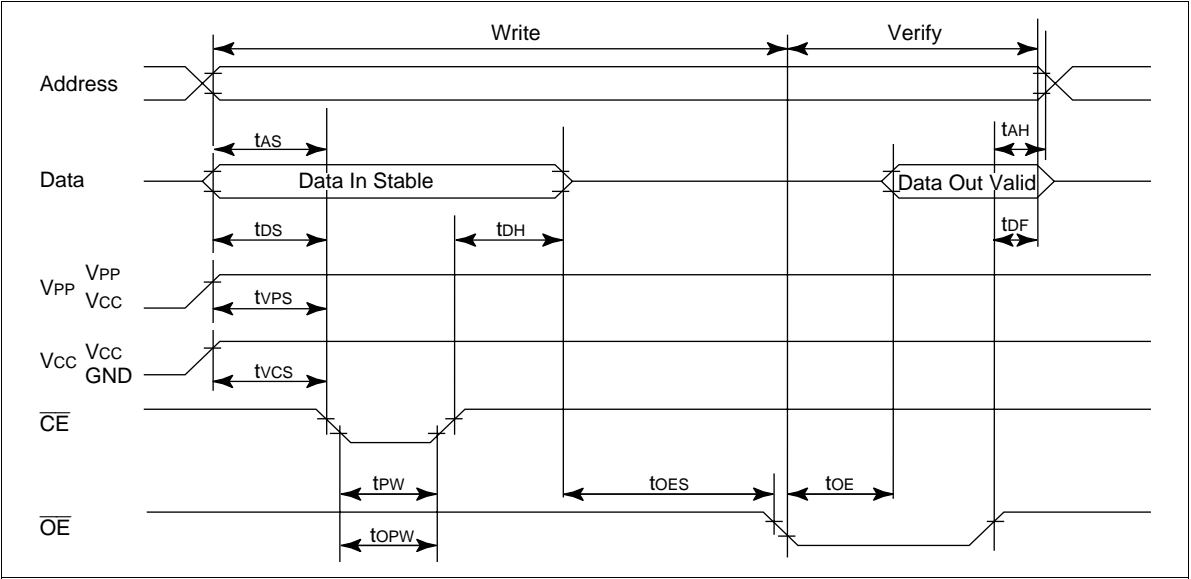 Write Verify
Address
tAS tAH
Data Data In Stable Data Out Valid
tDS tDH tDF
VPP VPP
VCC
tVPS
VCC VCC
GND
tVCS
CE
tPW tOES tOE
OE
tOPW